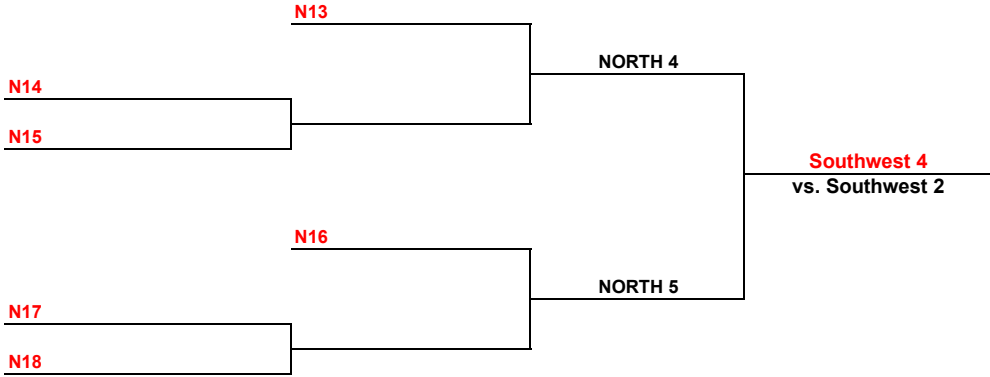 N13
NORTH 4
N14
N15
Southwest 4
vs. Southwest 2
N16
NORTH 5
N17
N18